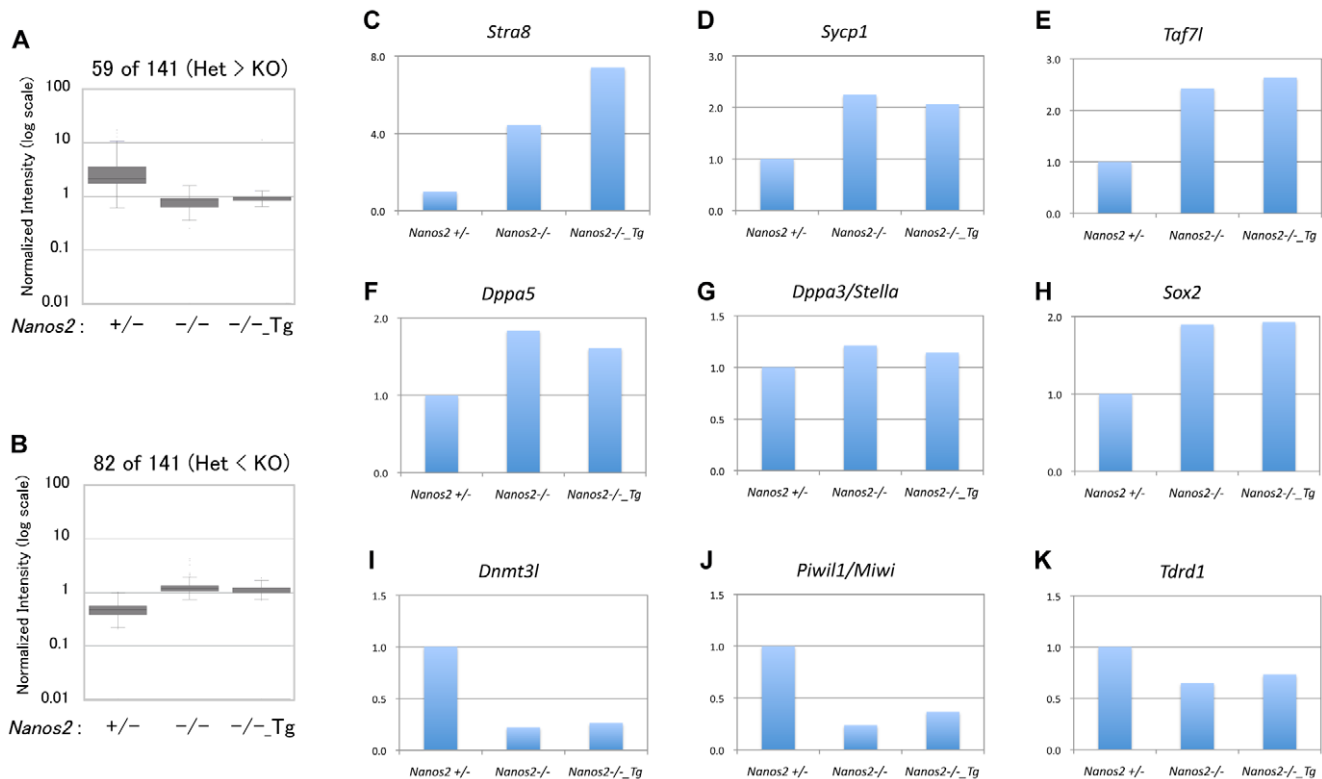 A
59 of 141 (Het > KO)
Normalized Intensity (log scale)
100
10
1
0.1
0.01
Nanos2 : +/− −/− −/−_Tg
B
82 of 141 (Het < KO)
Normalized Intensity (log scale)
100
10
1
0.1
0.01
Nanos2 : +/− −/− −/−_Tg
C
Stra8
8.0
4.0
0.0
Nanos2 +/- Nanos2-/- Nanos2-/-_Tg
D
Sycp1
3.0
2.0
1.0
0.0
Nanos2 +/- Nanos2-/- Nanos2-/-_Tg
E
Taf7l
3.0
2.0
1.0
0.0
Nanos2 +/- Nanos2-/- Nanos2-/-_Tg
F
Dppa5
2.0
1.0
0.0
Nanos2 +/- Nanos2-/- Nanos2-/-_Tg
G
Dppa3/Stella
1.5
1.0
0.5
0.0
Nanos2 +/- Nanos2-/- Nanos2-/-_Tg
H
Sox2
2.0
1.0
0.0
Nanos2 +/- Nanos2-/- Nanos2-/-_Tg
I
Dnmt3l
1.5
1.0
0.5
0.0
Nanos2 +/- Nanos2-/- Nanos2-/-_Tg
J
Piwil1/Miwi
1.5
1.0
0.5
0.0
Nanos2 +/- Nanos2-/- Nanos2-/-_Tg
K
Tdrd1
1.5
1.0
0.5
0.0
Nanos2 +/- Nanos2-/- Nanos2-/-_Tg